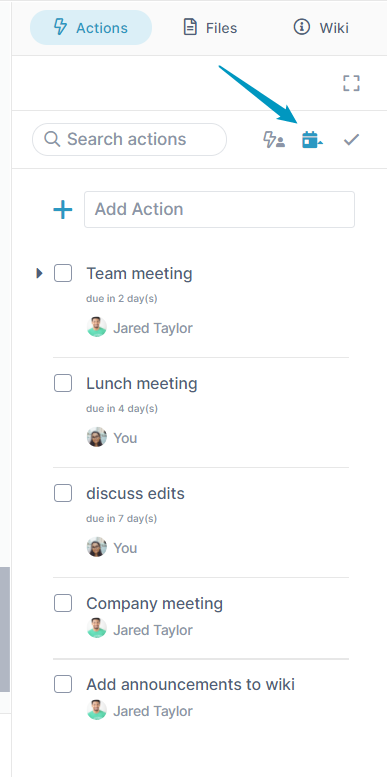 Actions Files Wiki
Search actions
Add Action
Team meeting
due in 2 day(s)
Jared Taylor
Lunch meeting
due in 4 day(s)
You
discuss edits
due in 7 day(s)
You
Company meeting
Jared Taylor
Add announcements to wiki
Jared Taylor